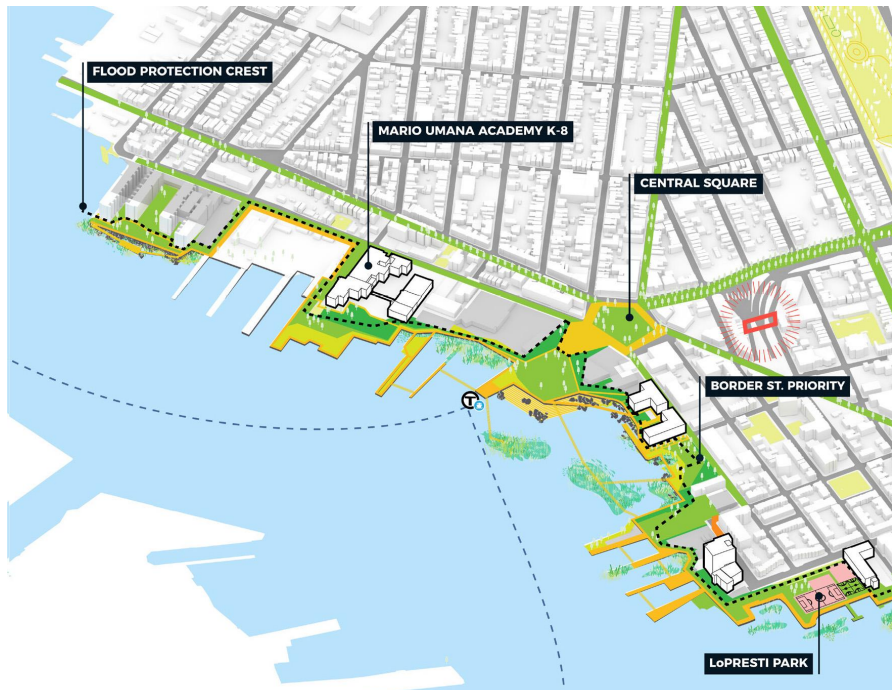 FLOOD PROTECTION CREST
MARIO UMANA ACADEMY K-8
CENTRAL SQUARE
BORDER ST. PRIORITY
T
LoPRESTI PARK